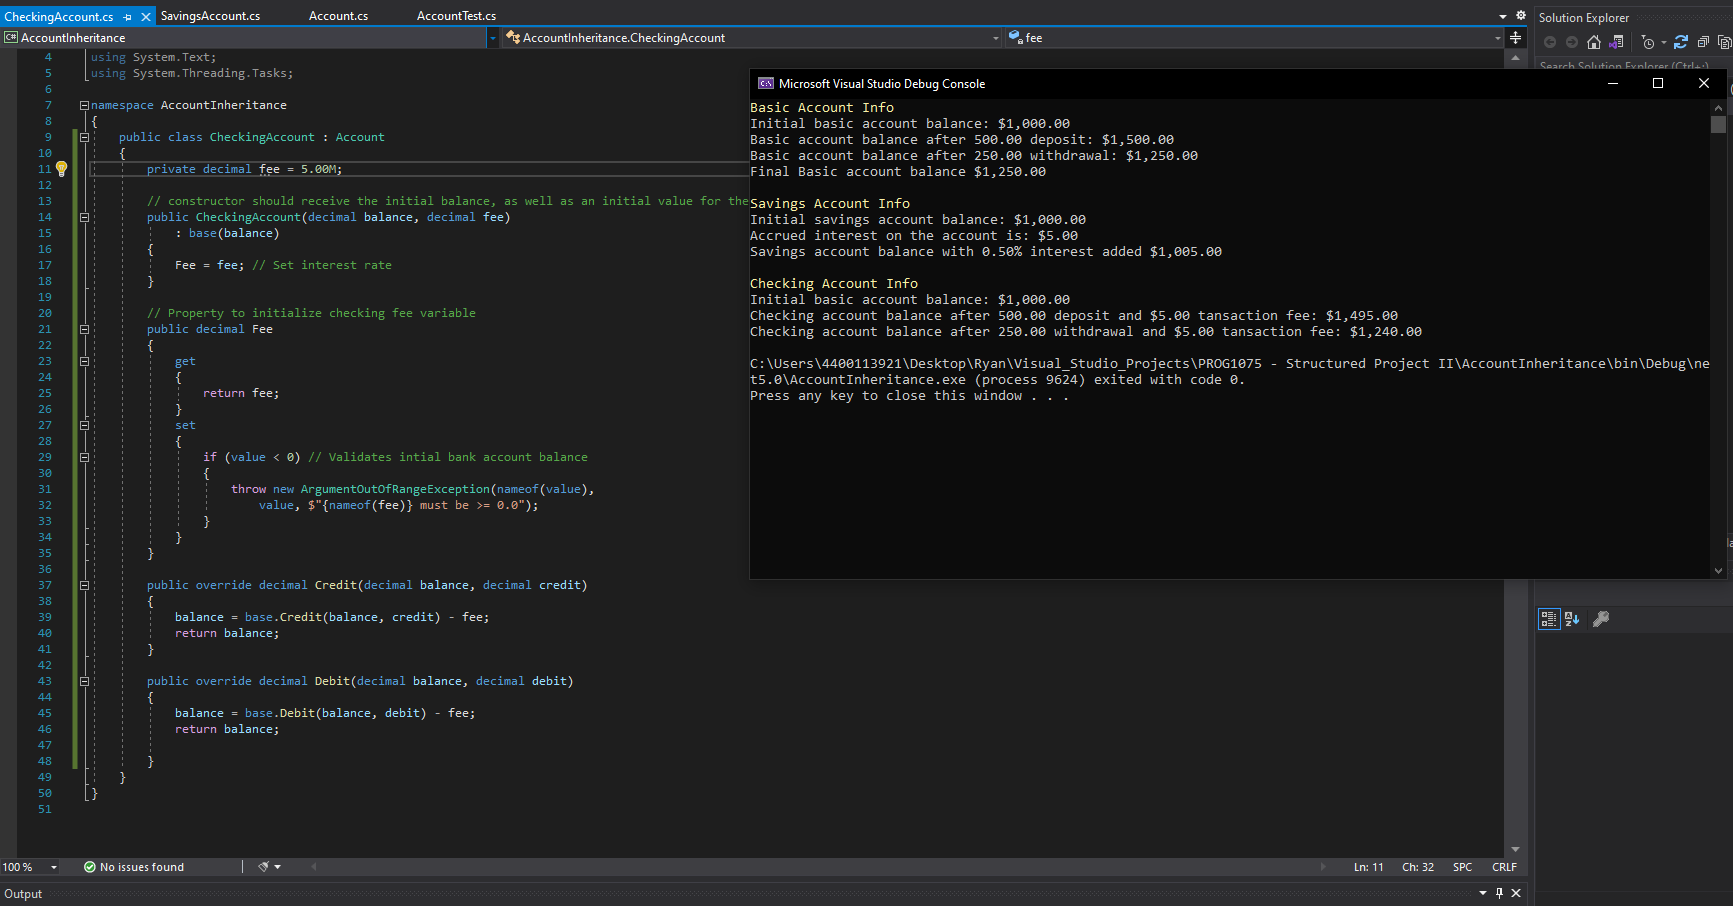 CheckingAccount.cs
SavingsAccount.cs
Account.cs
AccountTest.cs
Solution Explorer
C# AccountInheritance
AccountInheritance.CheckingAccount
fee
Search Solution Explorer (Ctrl+;)
4 using System.Text;
5 using System.Threading.Tasks;
6
7 namespace AccountInheritance
8 {
9 public class CheckingAccount : Account
10 {
11 private decimal fee = 5.00M;
12
13 // constructor should receive the initial balance, as well as an initial value for the
14 public CheckingAccount(decimal balance, decimal fee)
15 : base(balance)
16 {
17 Fee = fee; // Set interest rate
18 }
19
20 // Property to initialize checking fee variable
21 public decimal Fee
22 {
23 get
24 {
25 return fee;
26 }
27 set
28 {
29 if (value < 0) // Validates intial bank account balance
30 {
31 throw new ArgumentOutOfRangeException(nameof(value),
32 value, $"{nameof(fee)} must be >= 0.0");
33 }
34 }
35 }
36
37 public override decimal Credit(decimal balance, decimal credit)
38 {
39 balance = base.Credit(balance, credit) - fee;
40 return balance;
41 }
42
43 public override decimal Debit(decimal balance, decimal debit)
44 {
45 balance = base.Debit(balance, debit) - fee;
46 return balance;
47
48 }
49 }
50 }
51
Microsoft Visual Studio Debug Console
Basic Account Info
Initial basic account balance: $1,000.00
Basic account balance after 500.00 deposit: $1,500.00
Basic account balance after 250.00 withdrawal: $1,250.00
Final Basic account balance $1,250.00
Savings Account Info
Initial savings account balance: $1,000.00
Accrued interest on the account is: $5.00
Savings account balance with 0.50% interest added $1,005.00
Checking Account Info
Initial basic account balance: $1,000.00
Checking account balance after 500.00 deposit and $5.00 tansaction fee: $1,495.00
Checking account balance after 250.00 withdrawal and $5.00 tansaction fee: $1,240.00
C:\Users\4400113921\Desktop\Ryan\Visual_Studio_Projects\PROG1075 - Structured Project II\AccountInheritance\bin\Debug\ne
t5.0\AccountInheritance.exe (process 9624) exited with code 0.
Press any key to close this window . . .
100 %
No issues found
Ln: 11
Ch: 32
SPC
CRLF
Output